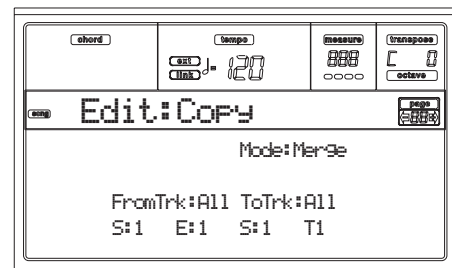 chord tempo measure transpose
ext
link ♩= 120 888 C 0
octave
song Edit:Copy page
88
Mode:Merge
FromTrk:All ToTrk:All
S:1 E:1 S:1 T1